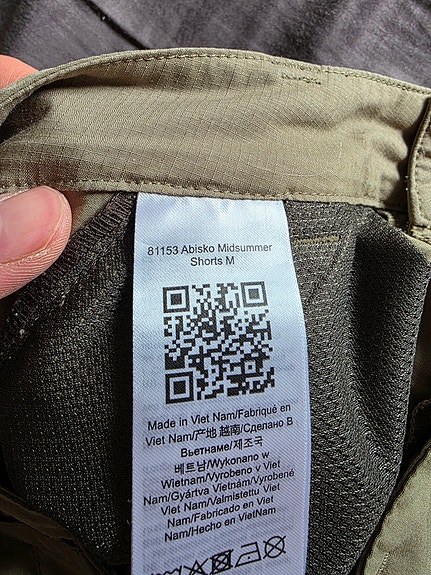 81153 Abisko Midsummer
Shorts M
Made in Viet Nam/Fabriqué en
Viet Nam/产地 越南/Сделано В
Вьетнаме/제조국
베트남/Wykonano w
Wietnam/Vyrobeno v Viet
Nam/Gyártva Vietnám/Vyrobené
Viet Nam/Valmistettu Viet
Nam/Fabricado en Viet
Nam/Hecho en VietNam